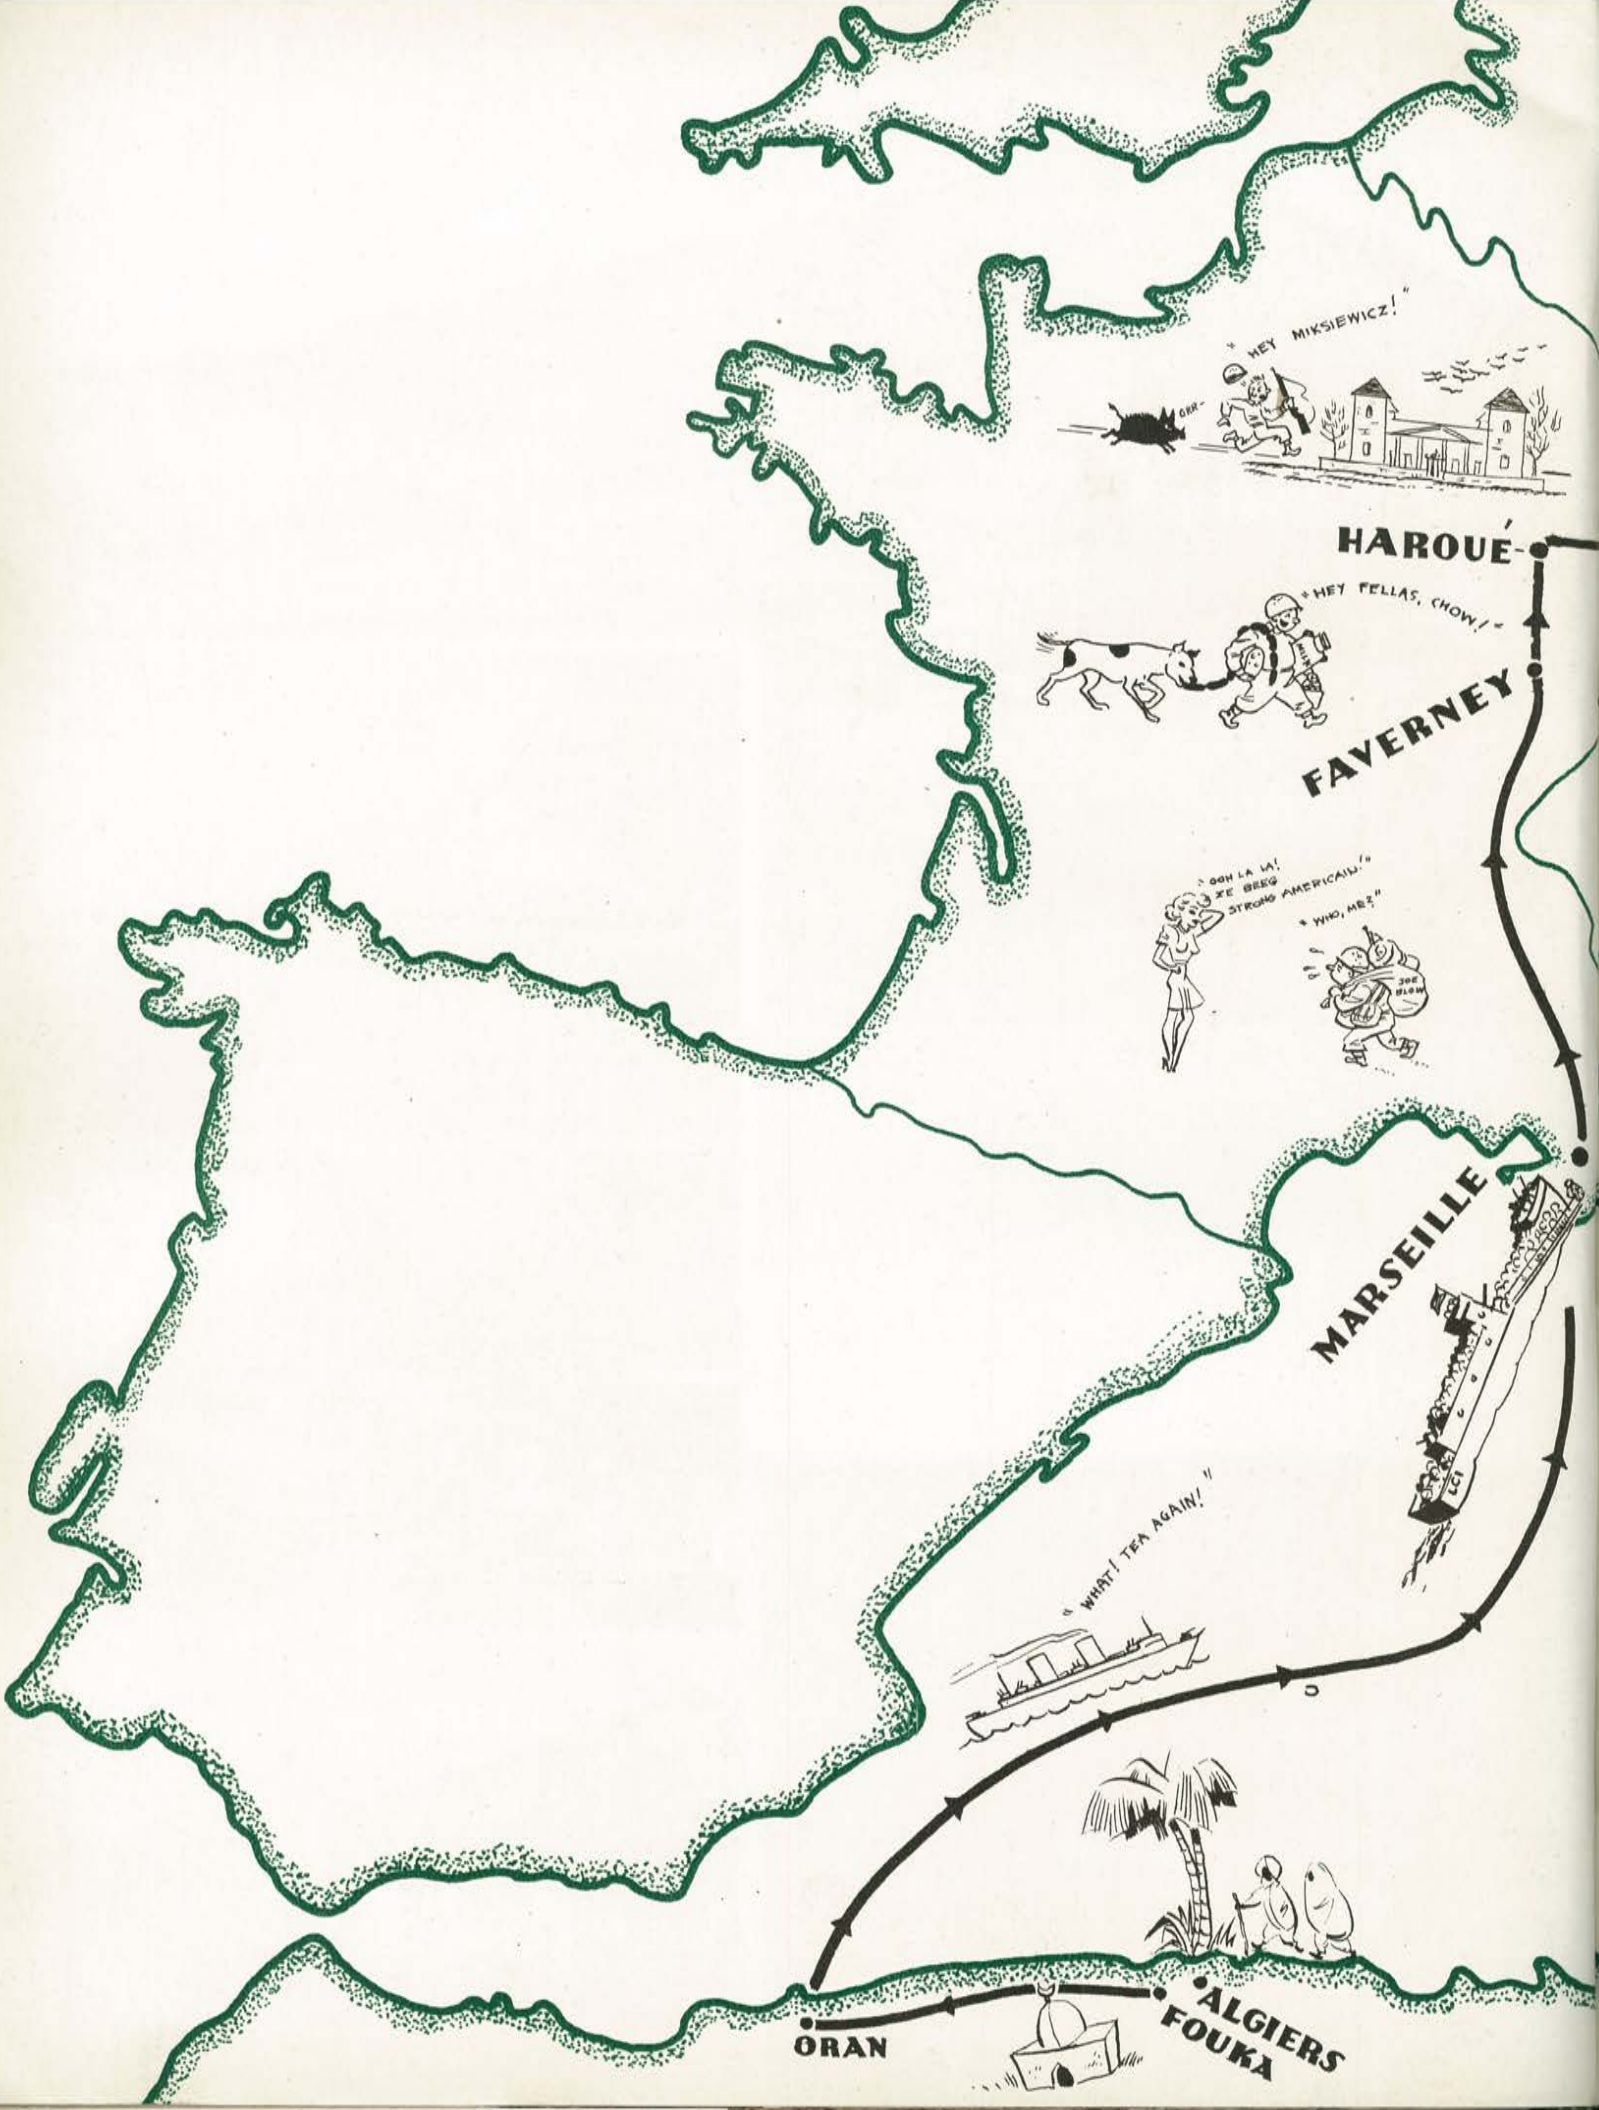 "HEY MIKSIEWICZ!"
GRR-
HAROUÉ-
"HEY FELLAS, CHOW!"
FAVERNEY
"OOH LA LA!
ZE BEEG
STRONG AMERICAIN!"
"WHO, ME?"
JOE
BLOW
MARSEILLE
LCI
"WHAT! TEA AGAIN!"
ALGIERS
FOUKA
ORAN